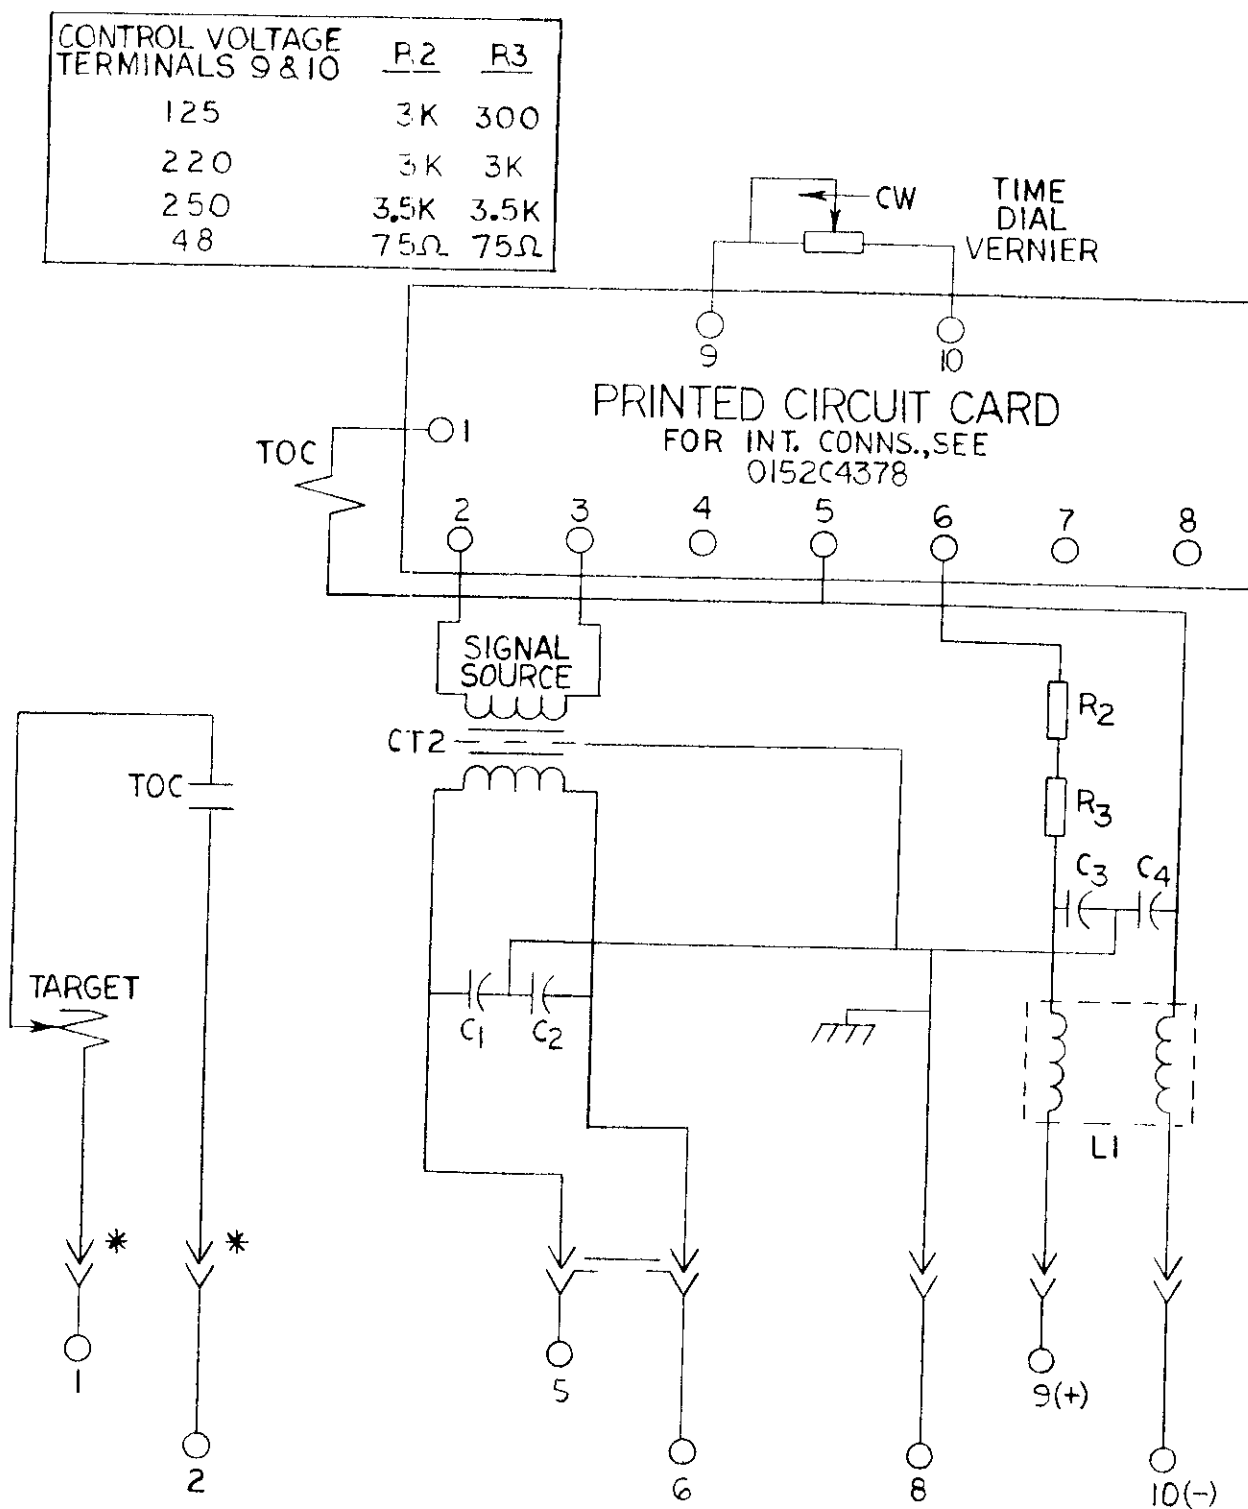 CONTROL VOLTAGE
TERMINALS 9 & 10 R2 R3
125 3K 300
220 3K 3K
250 3.5K 3.5K
48 75Ω 75Ω
CW
TIME
DIAL
VERNIER
9 10
PRINTED CIRCUIT CARD
FOR INT. CONNS., SEE
0152C4378
1
TOC
2 3 4 5 6 7 8
SIGNAL
SOURCE
CT2
R2
TOC
R3
C3 C4
TARGET
C1 C2
L1
* *
1 5 9(+)
2 6 8 10(-)